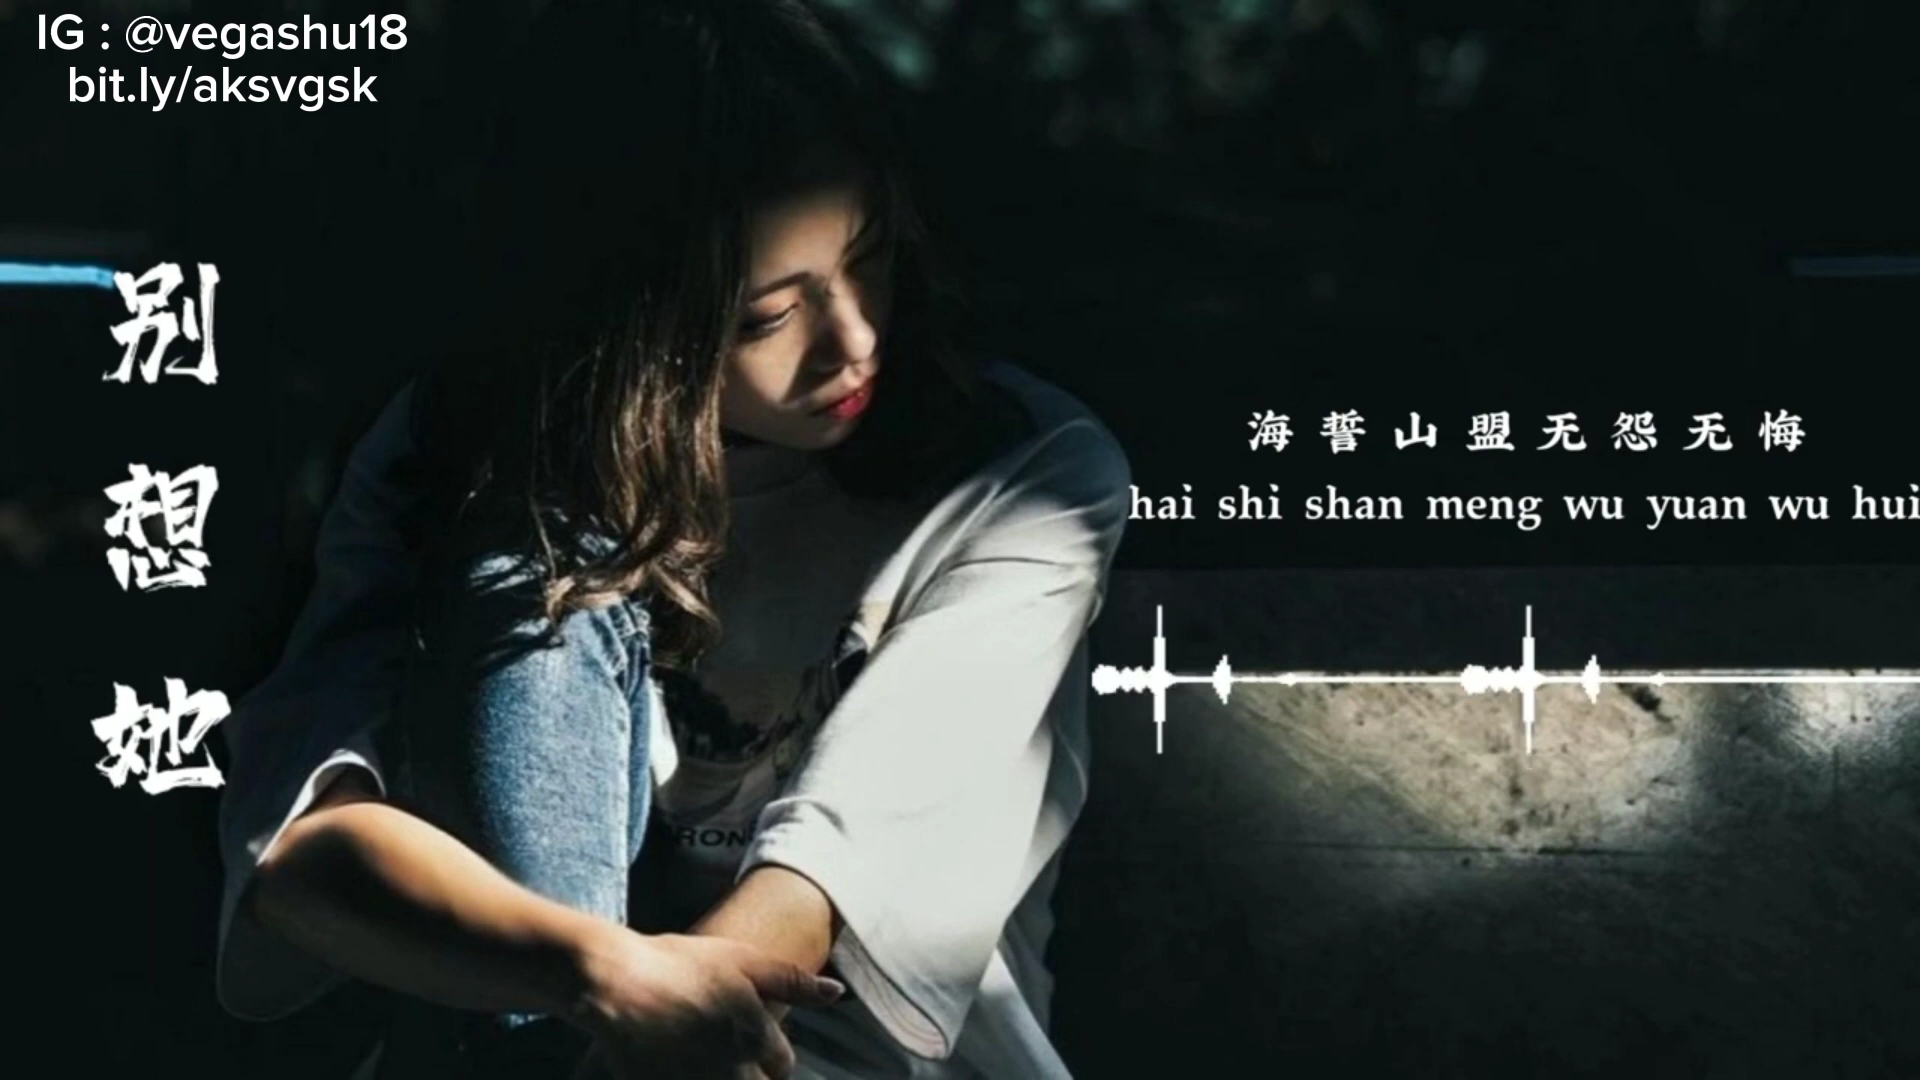 IG : @vegashu18
bit.ly/aksvgsk
别想她
海誓山盟无怨无悔
hai shi shan meng wu yuan wu hui